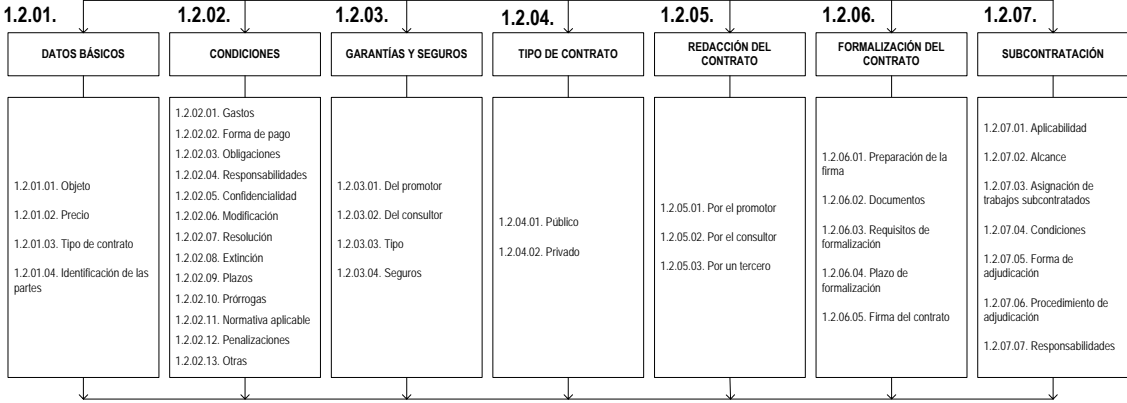 1.2.01.
DATOS BÁSICOS
1.2.01.01. Objeto
1.2.01.02. Precio
1.2.01.03. Tipo de contrato
1.2.01.04. Identificación de las
partes
1.2.02.
CONDICIONES
1.2.02.01. Gastos
1.2.02.02. Forma de pago
1.2.02.03. Obligaciones
1.2.02.04. Responsabilidades
1.2.02.05. Confidencialidad
1.2.02.06. Modificación
1.2.02.07. Resolución
1.2.02.08. Extinción
1.2.02.09. Plazos
1.2.02.10. Prórrogas
1.2.02.11. Normativa aplicable
1.2.02.12. Penalizaciones
1.2.02.13. Otras
1.2.03.
GARANTÍAS Y SEGUROS
1.2.03.01. Del promotor
1.2.03.02. Del consultor
1.2.03.03. Tipo
1.2.03.04. Seguros
1.2.04.
TIPO DE CONTRATO
1.2.04.01. Público
1.2.04.02. Privado
1.2.05.
REDACCIÓN DEL
CONTRATO
1.2.05.01. Por el promotor
1.2.05.02. Por el consultor
1.2.05.03. Por un tercero
1.2.06.
FORMALIZACIÓN DEL
CONTRATO
1.2.06.01. Preparación de la
firma
1.2.06.02. Documentos
1.2.06.03. Requisitos de
formalización
1.2.06.04. Plazo de
formalización
1.2.06.05. Firma del contrato
1.2.07.
SUBCONTRATACIÓN
1.2.07.01. Aplicabilidad
1.2.07.02. Alcance
1.2.07.03. Asignación de
trabajos subcontratados
1.2.07.04. Condiciones
1.2.07.05. Forma de
adjudicación
1.2.07.06. Procedimiento de
adjudicación
1.2.07.07. Responsabilidades